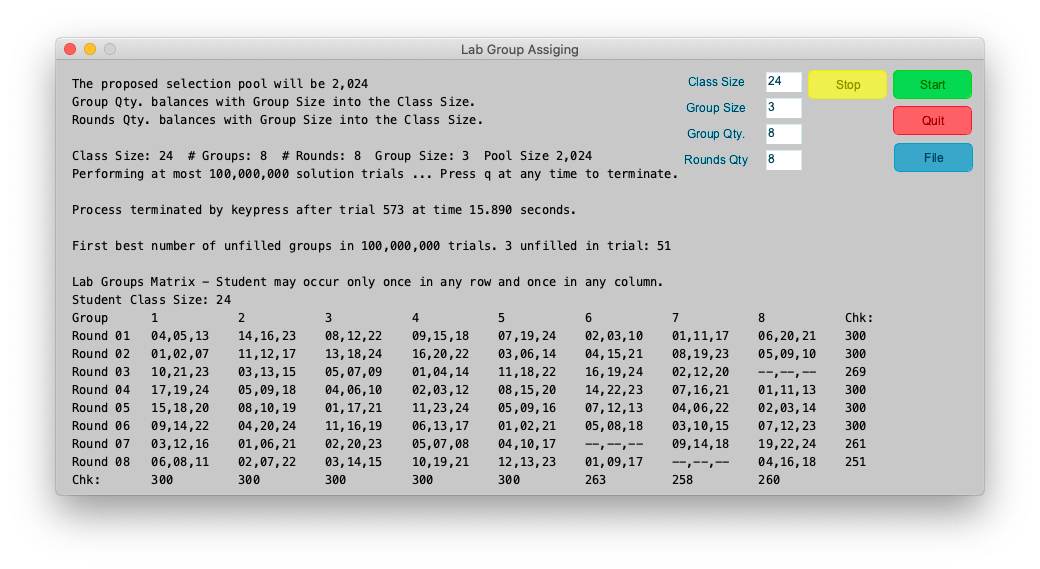 Lab Group Assiging
The proposed selection pool will be 2,024
Group Qty. balances with Group Size into the Class Size.
Rounds Qty. balances with Group Size into the Class Size.
Class Size 24 Stop Start
Group Size 3 Quit
Group Qty. 8
Rounds Qty 8 File
Class Size: 24  # Groups: 8  # Rounds: 8  Group Size: 3  Pool Size 2,024
Performing at most 100,000,000 solution trials ... Press q at any time to terminate.
Process terminated by keypress after trial 573 at time 15.890 seconds.
First best number of unfilled groups in 100,000,000 trials. 3 unfilled in trial: 51
Lab Groups Matrix – Student may occur only once in any row and once in any column.
Student Class Size: 24
Group 1 2 3 4 5 6 7 8 Chk:
Round 01 04,05,13 14,16,23 08,12,22 09,15,18 07,19,24 02,03,10 01,11,17 06,20,21 300
Round 02 01,02,07 11,12,17 13,18,24 16,20,22 03,06,14 04,15,21 08,19,23 05,09,10 300
Round 03 10,21,23 03,13,15 05,07,09 01,04,14 11,18,22 16,19,24 02,12,20 --,--,-- 269
Round 04 17,19,24 05,09,18 04,06,10 02,03,12 08,15,20 14,22,23 07,16,21 01,11,13 300
Round 05 15,18,20 08,10,19 01,17,21 11,23,24 05,09,16 07,12,13 04,06,22 02,03,14 300
Round 06 09,14,22 04,20,24 11,16,19 06,13,17 01,02,21 05,08,18 03,10,15 07,12,23 300
Round 07 03,12,16 01,06,21 02,20,23 05,07,08 04,10,17 --,--,-- 09,14,18 19,22,24 261
Round 08 06,08,11 02,07,22 03,14,15 10,19,21 12,13,23 01,09,17 --,--,-- 04,16,18 251
Chk: 300 300 300 300 300 263 258 260